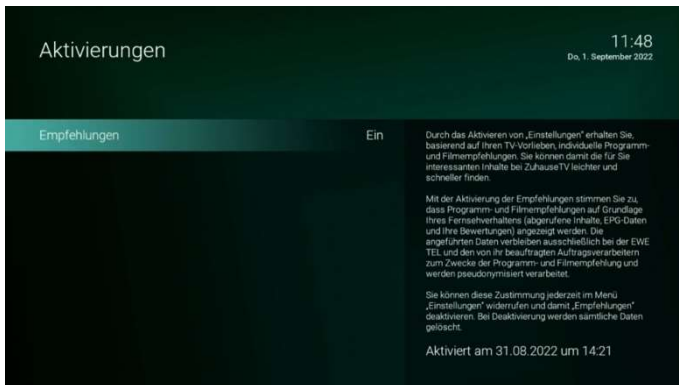 Aktivierungen
11:48
Do, 1. September 2022
Empfehlungen
Ein
Durch das Aktivieren von „Einstellungen" erhalten Sie,
basierend auf Ihren TV-Vorlieben, individuelle Programm-
und Filmempfehlungen. Sie können damit die für Sie
interessanten Inhalte bei ZuhauseTV leichter und
schneller finden.
Mit der Aktivierung der Empfehlungen stimmen Sie zu,
dass Programm- und Filmempfehlungen auf Grundlage
Ihres Fernsehverhaltens (abgerufene Inhalte, EPG-Daten
und Ihre Bewertungen) angezeigt werden. Die
angeführten Daten verbleiben ausschließlich bei der EWE
TEL und den von ihr beauftragten Auftragsverarbeitern
zum Zwecke der Programm- und Filmempfehlung und
werden pseudonymisiert verarbeitet.
Sie können diese Zustimmung jederzeit im Menü
„Einstellungen" widerrufen und damit „Empfehlungen"
deaktivieren. Bei Deaktivierung werden sämtliche Daten
gelöscht.
Aktiviert am 31.08.2022 um 14:21